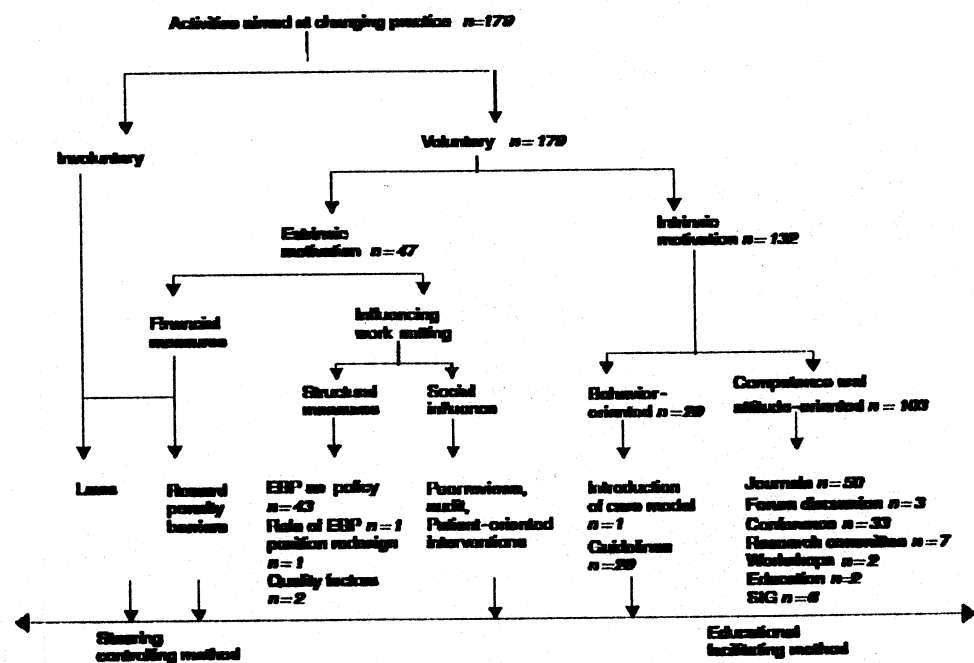 Activities aimed at changing practice n=179
Involuntary
Voluntary n=179
Extrinsic
motivation n=47
Intrinsic
motivation n=132
Financial
measures
Influencing
work setting
Structural
measures
Social
influence
Behavior-
oriented n=29
Competence and
attitude-oriented n=103
Laws
Reward
penalty
barriers
EBP as policy
n=43
Role of EBP n=1
position redesign
n=1
Quality factors
n=2
Peer reviews,
audit,
Patient-oriented
interventions
Introduction
of care model
n=1
Guidelines
Journals n=50
Forum discussion n=3
Conference n=33
Research committee n=7
Workshops n=2
Education n=2
SIG n=6
Steering
controlling method
Educational
facilitating method